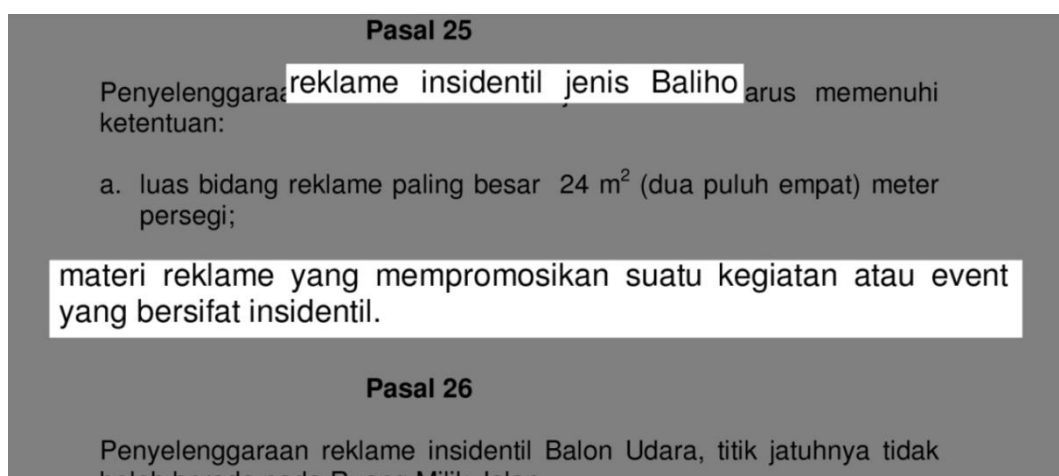 Pasal 25
Penyelenggaraa reklame insidentil jenis Baliho arus memenuhi
ketentuan:
a. luas bidang reklame paling besar 24 m² (dua puluh empat) meter
persegi;
materi reklame yang mempromosikan suatu kegiatan atau event
yang bersifat insidentil.
Pasal 26
Penyelenggaraan reklame insidentil Balon Udara, titik jatuhnya tidak